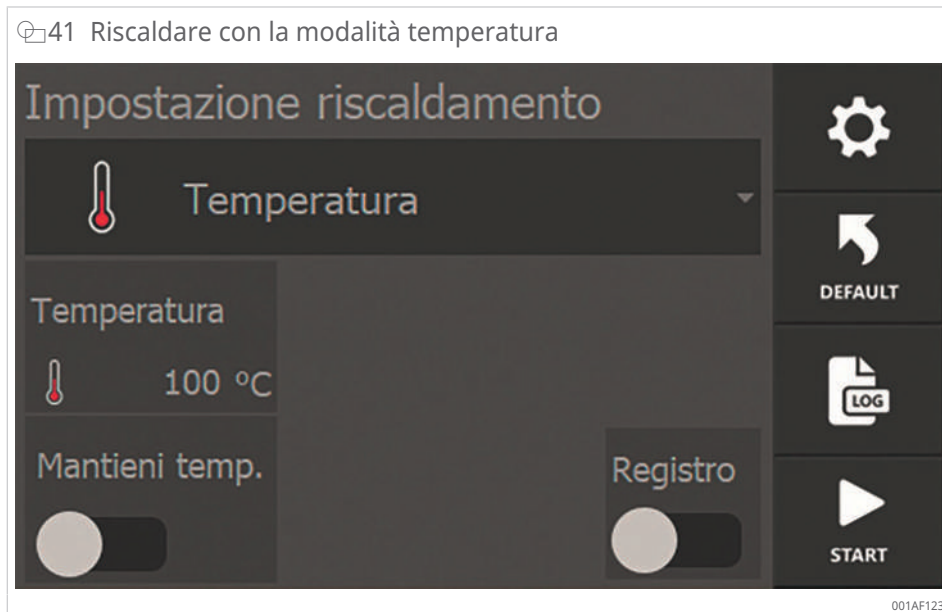 41 Riscaldare con la modalità temperatura
Impostazione riscaldamento
Temperatura
DEFAULT
Temperatura
100 °C
LOG
Mantieni temp.
Registro
START
001AF123